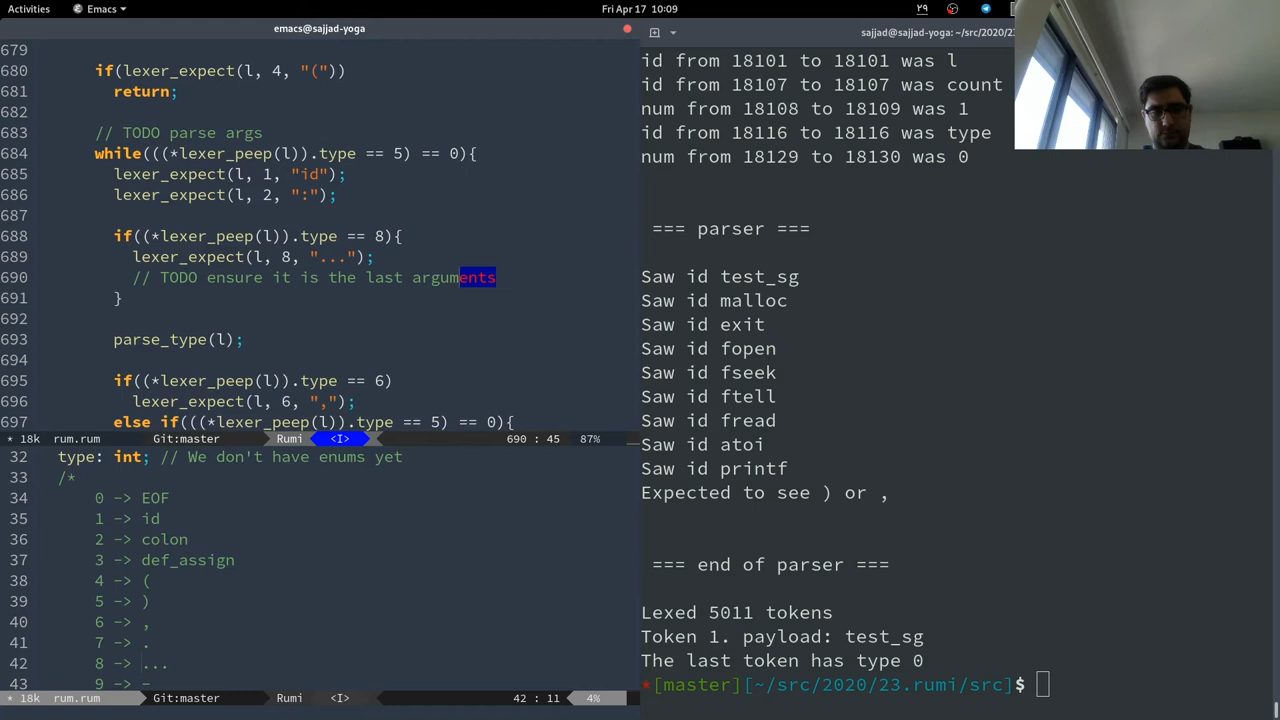 Activities
Emacs
Fri Apr 17 10:09
۲۹
emacs@sajjad-yoga
679
680 if(lexer_expect(l, 4, "("))
681 return;
682
683 // TODO parse args
684 while(((*lexer_peep(l)).type == 5) == 0){
685 lexer_expect(l, 1, "id");
686 lexer_expect(l, 2, ":");
687
688 if((*lexer_peep(l)).type == 8){
689 lexer_expect(l, 8, "...");
690 // TODO ensure it is the last arguments
691 }
692
693 parse_type(l);
694
695 if((*lexer_peep(l)).type == 6)
696 lexer_expect(l, 6, ",");
697 else if(((*lexer_peep(l)).type == 5) == 0){
* 18k rum.rum Git:master Rumi <I> 690 : 45 87%
32 type: int; // We don't have enums yet
33 /*
34 0 -> EOF
35 1 -> id
36 2 -> colon
37 3 -> def_assign
38 4 -> (
39 5 -> )
40 6 -> ,
41 7 -> .
42 8 -> ...
43 9 -> -
* 18k rum.rum Git:master Rumi <I> 42 : 11 4%
sajjad@sajjad-yoga: ~/src/2020/23
id from 18101 to 18101 was l
id from 18107 to 18107 was count
num from 18108 to 18109 was 1
id from 18116 to 18116 was type
num from 18129 to 18130 was 0
=== parser ===
Saw id test_sg
Saw id malloc
Saw id exit
Saw id fopen
Saw id fseek
Saw id ftell
Saw id fread
Saw id atoi
Saw id printf
Expected to see ) or ,
=== end of parser ===
Lexed 5011 tokens
Token 1. payload: test_sg
The last token has type 0
*[master][~/src/2020/23.rumi/src]$